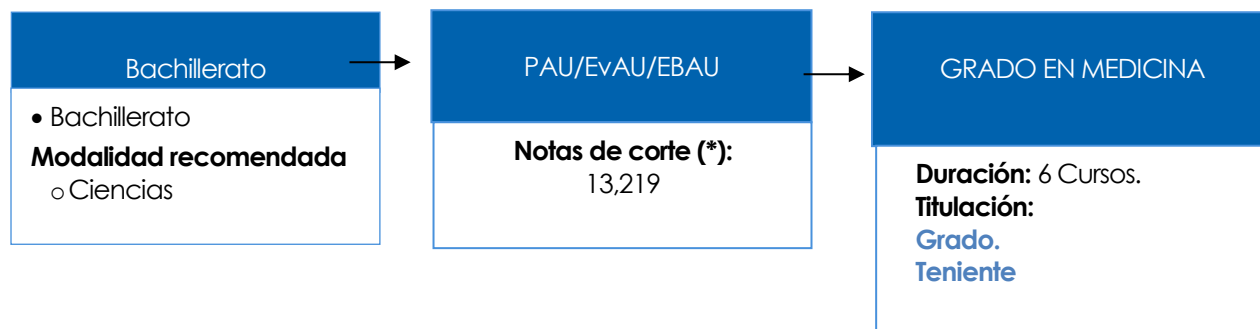 Bachillerato
• Bachillerato
Modalidad recomendada
o Ciencias
PAU/EvAU/EBAU
Notas de corte (*):
13,219
GRADO EN MEDICINA
Duración: 6 Cursos.
Titulación:
Grado.
Teniente